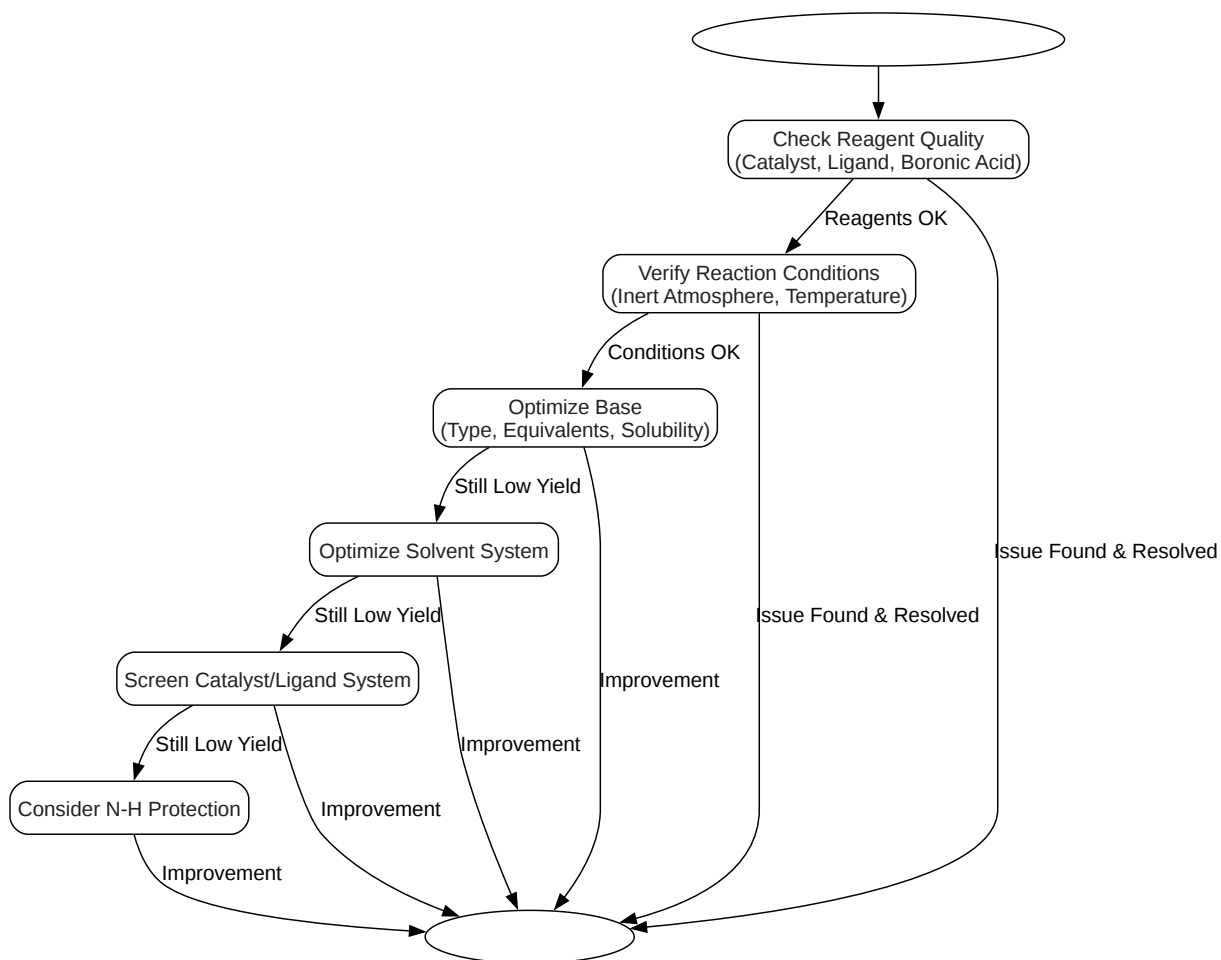 Check Reagent Quality
(Catalyst, Ligand, Boronic Acid)
Reagents OK
Verify Reaction Conditions
(Inert Atmosphere, Temperature)
Conditions OK
Optimize Base
(Type, Equivalents, Solubility)
Still Low Yield
Optimize Solvent System
Issue Found & Resolved
Still Low Yield
Issue Found & Resolved
Screen Catalyst/Ligand System
Improvement
Still Low Yield
Improvement
Consider N-H Protection
Improvement
Improvement